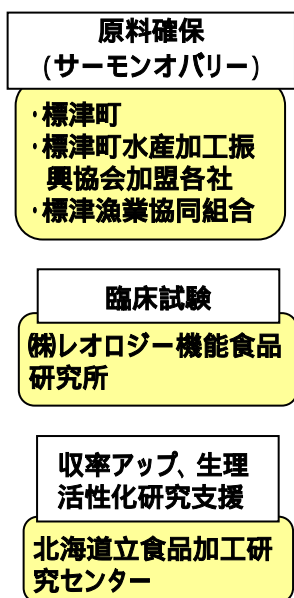 原料確保
(サーモンオバリー)
・標津町
・標津町水産加工振
興協会加盟各社
・標津漁業協同組合
臨床試験
㈱レオロジー機能食品
研究所
収率アップ、生理
活性化研究支援
北海道立食品加工研
究センター